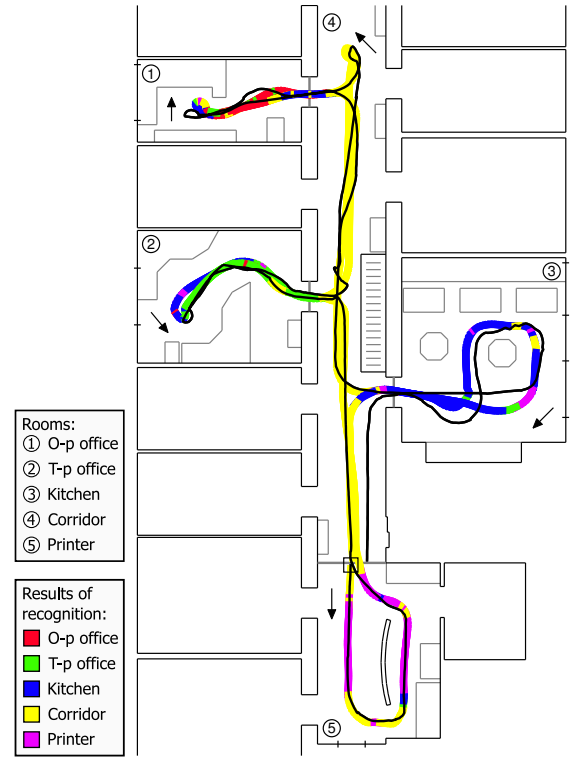 ④
①
②
③
Rooms:
① O-p office
② T-p office
③ Kitchen
④ Corridor
⑤ Printer
Results of
recognition:
O-p office
T-p office
Kitchen
Corridor
Printer
⑤